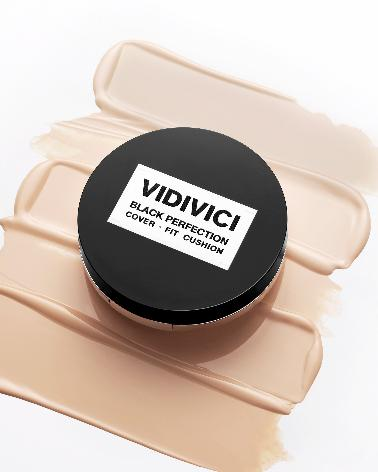 VIDIVICI
BLACK PERFECTION
COVER · FIT CUSHION